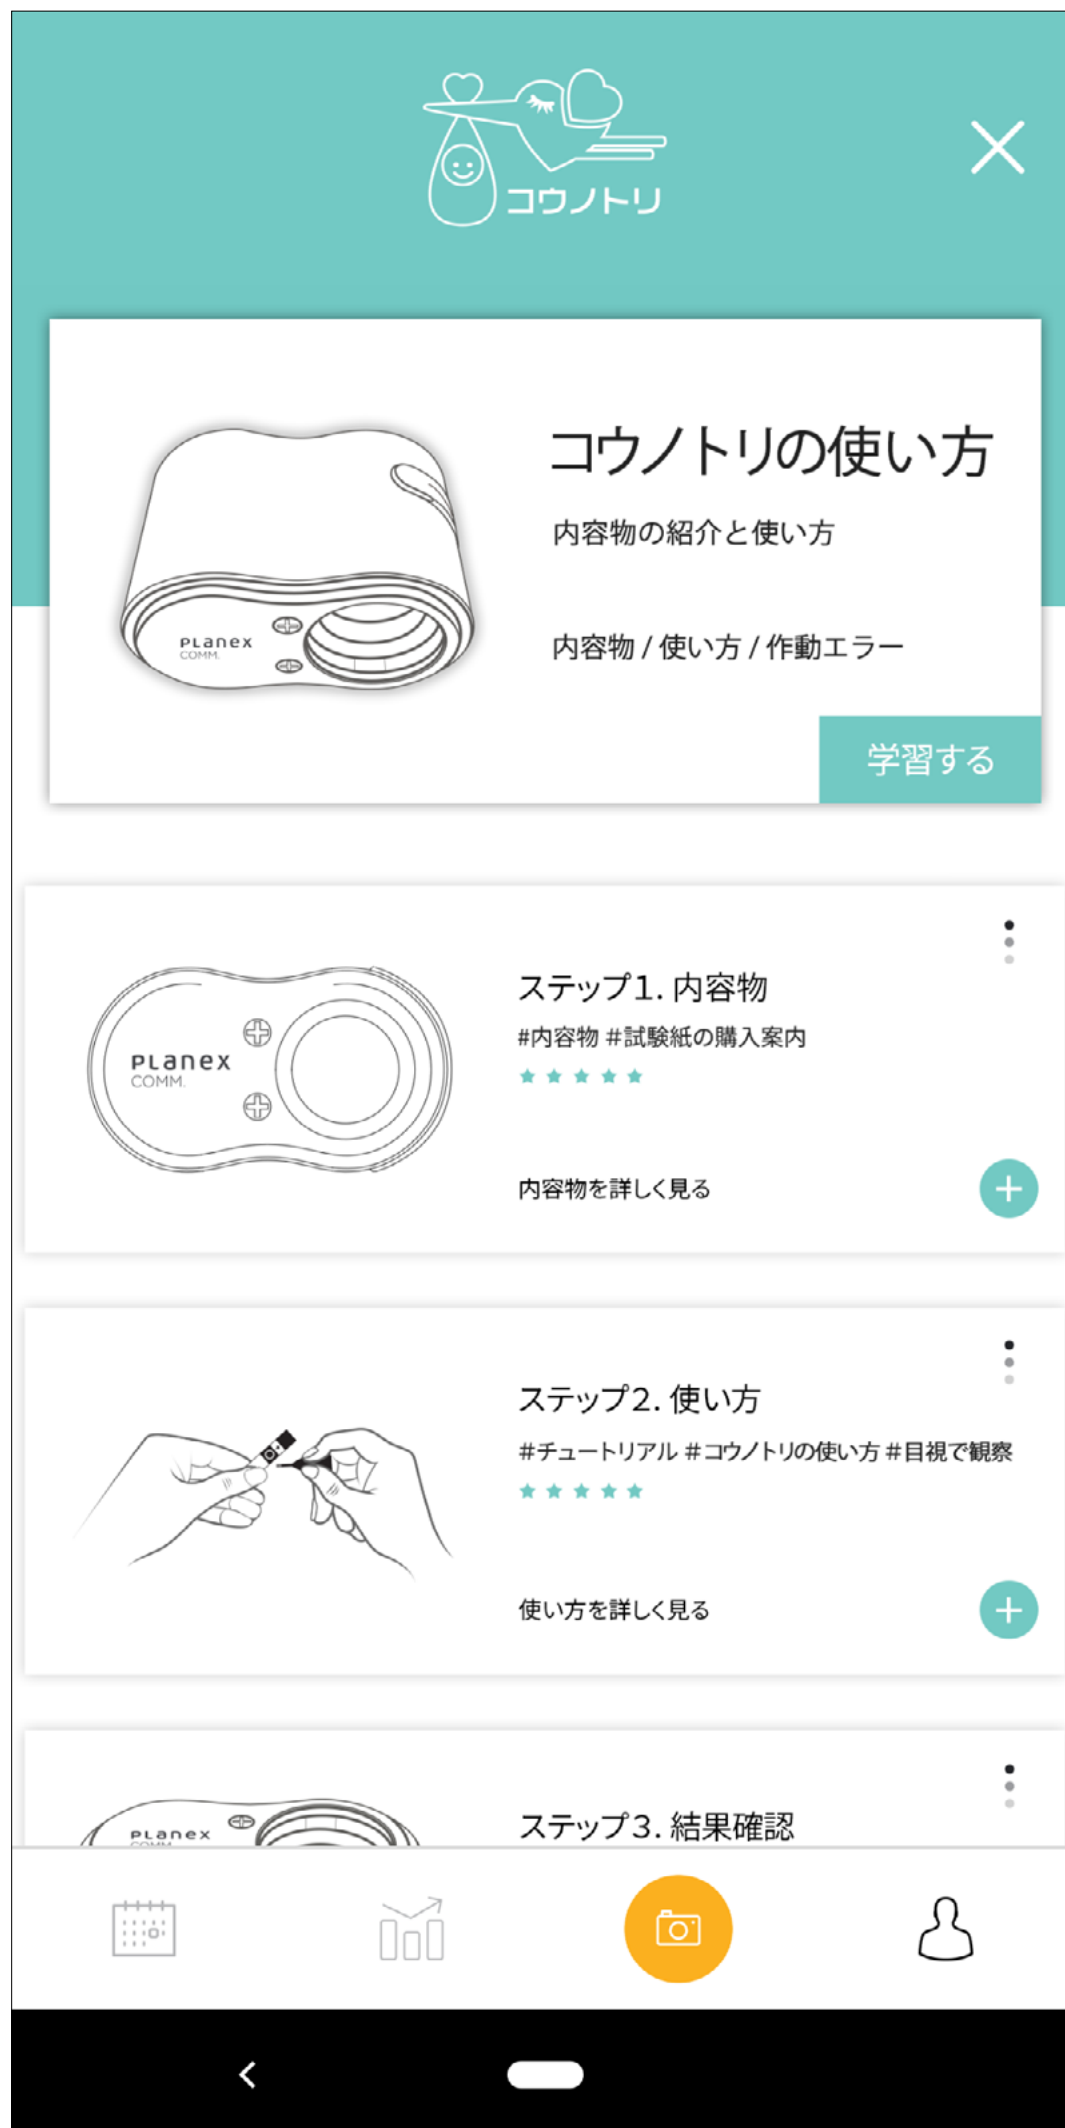 コウノトリ
コウノトリの使い方
内容物の紹介と使い方
PLanex
COMM.
内容物 / 使い方 / 作動エラー
学習する
ステップ1. 内容物
#内容物 #試験紙の購入案内
PLanex
COMM.
内容物を詳しく見る
ステップ2. 使い方
#チュートリアル #コウノトリの使い方 #目視で観察
使い方を詳しく見る
ステップ3. 結果確認
PLanex
COMM.